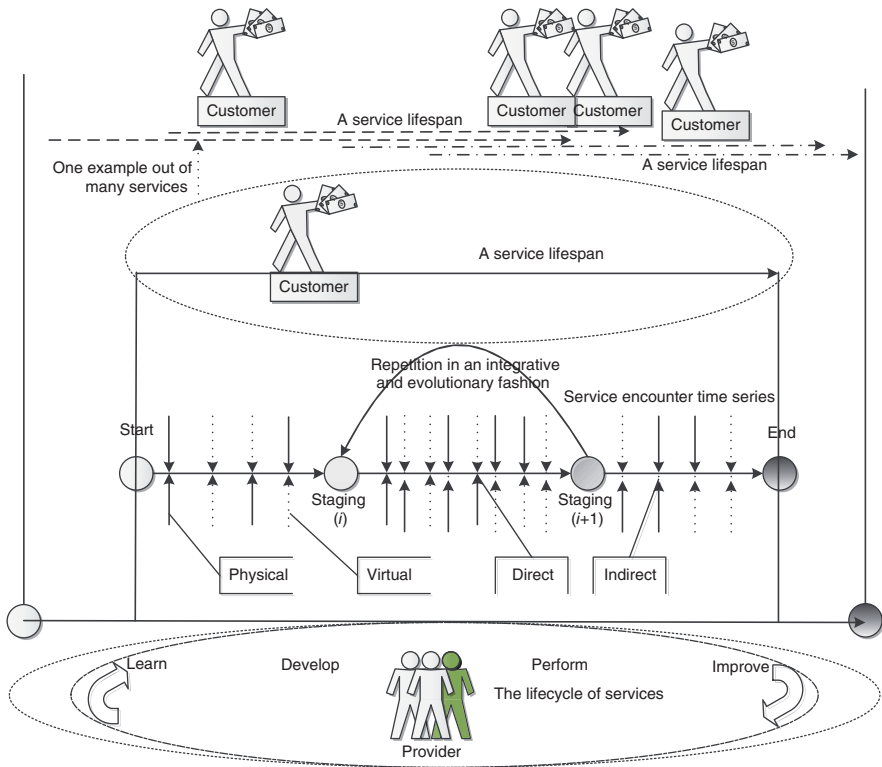 Customer
Customer
Customer
Customer
A service lifespan
One example out of
many services
A service lifespan
A service lifespan
Customer
Repetition in an integrative
and evolutionary fashion
Service encounter time series
Start
End
Staging
(i)
Staging
(i+1)
Physical
Virtual
Direct
Indirect
Learn
Develop
Perform
Improve
The lifecycle of services
Provider